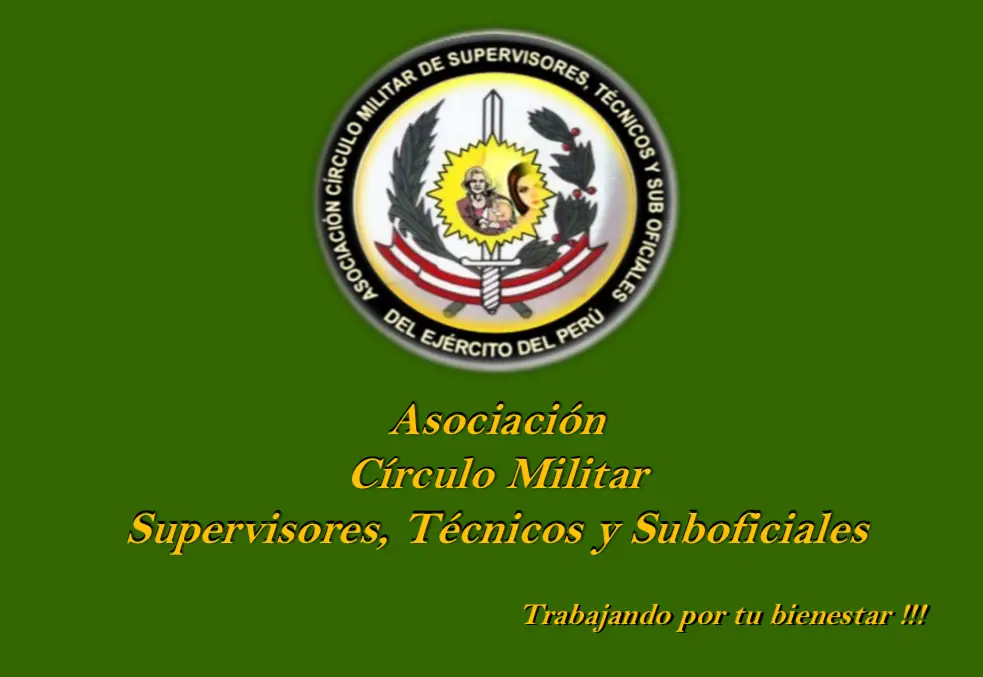 ASOCIACIÓN CÍRCULO MILITAR DE SUPERVISORES, TÉCNICOS Y SUB OFICIALES
DEL EJÉRCITO DEL PERÚ
Asociación
Círculo Militar
Supervisores, Técnicos y Suboficiales
Trabajando por tu bienestar !!!